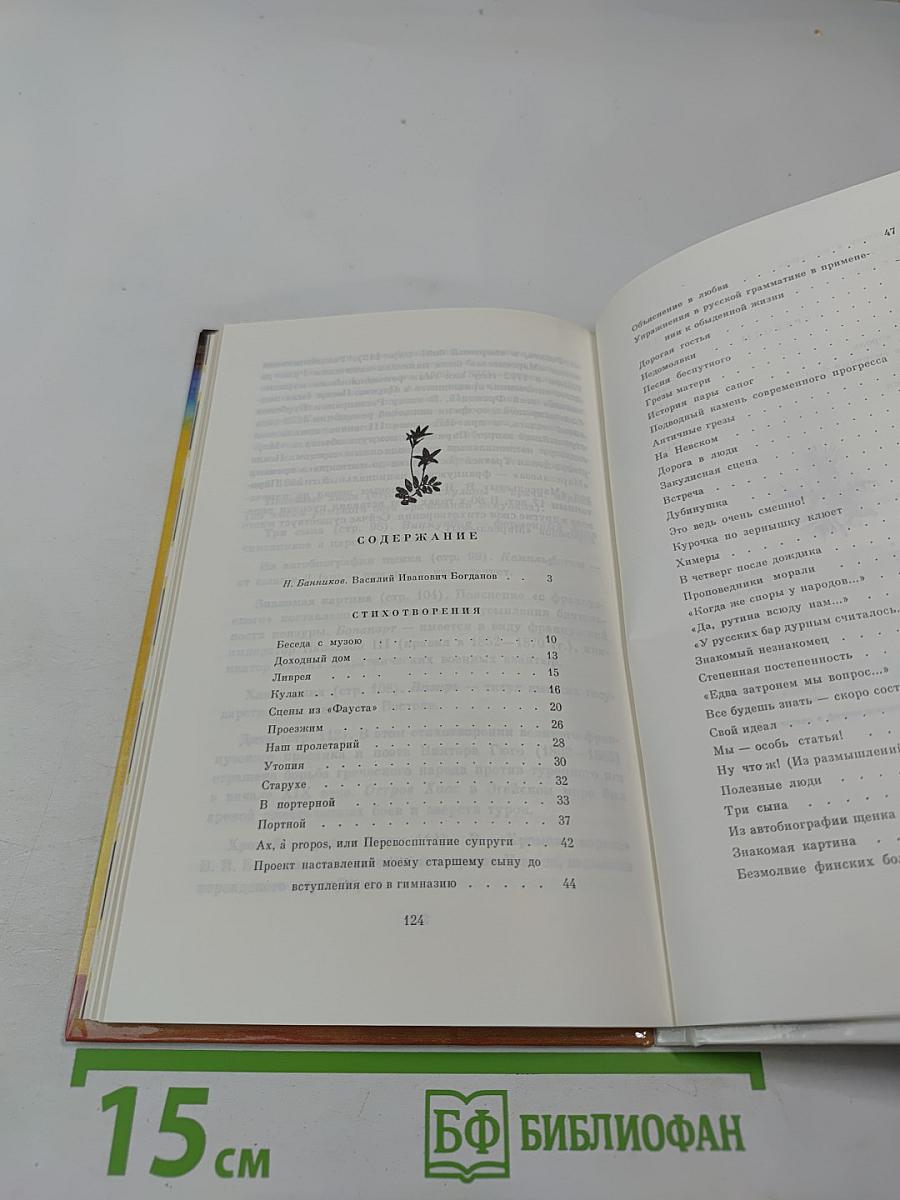 СОДЕРЖАНИЕ
Н. Банников. Василий Иванович Богданов . . 3
СТИХОТВОРЕНИЯ
Беседа с музою . . . . . . . . . . 10
Доходный дом . . . . . . . . . . 13
Ливрея . . . . . . . . . . . . 15
Кулак . . . . . . . . . . . . 16
Сцены из «Фауста» . . . . . . . . . 20
Проезжим . . . . . . . . . . . 26
Наш пролетарий . . . . . . . . . 28
Утопия . . . . . . . . . . . . 30
Старухе . . . . . . . . . . . . 32
В портерной . . . . . . . . . . . 33
Портной . . . . . . . . . . . . 37
Ах, à propos, или Перевоспитание супруги . . 42
Проект наставлений моему старшему сыну до
вступления его в гимназию . . . . . 44
124
Объяснение в любви . . . . . . . . 47
Упражнения в русской грамматике в примене-
нии к обыденной жизни
Дорогая гостья
Недомолвки
Песня беспутного
Грезы матери
История пары сапог
Подводный камень современного прогресса
Античные грезы
На Невском
Дорога в люди
Закулисная сцена
Встреча
Дубинушка
Это ведь очень смешно!
Курочка по зернышку клюет
Химеры
В четверг после дождика
Проповедники морали
«Когда же споры у народов...»
«Да, рутина всюду нам...»
«У русских бар дурным считалось,
Знакомый незнакомец
Степенная постепенность
«Едва затронем мы вопрос...»
Все будешь знать — скоро сост
Свой идеал
Мы — особь статья!
Ну что ж! (Из размышлений
Полезные люди
Три сына
Из автобиографии щенка
Знакомая картина
Безмолвие финских бол
15 см
БФ БИБЛИОФАН